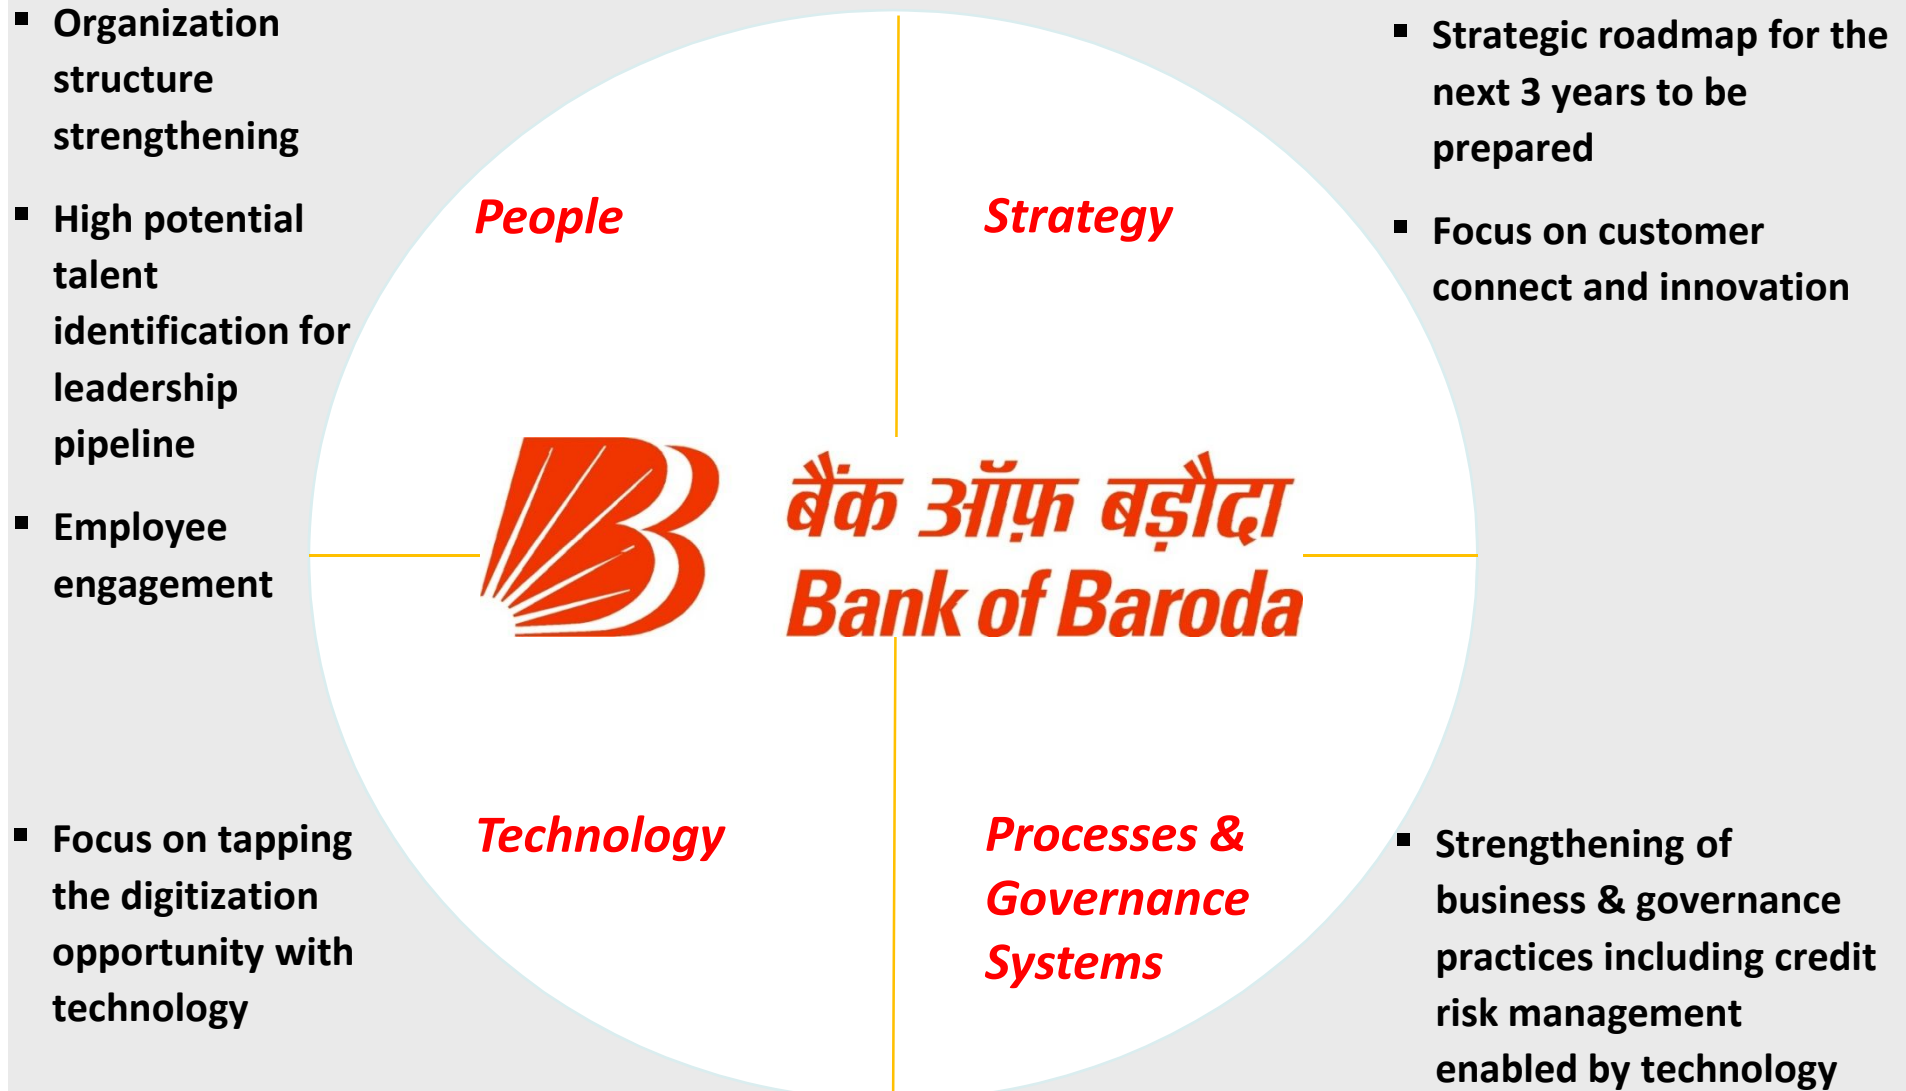 ▪ Organization
structure
strengthening
▪ High potential
talent
identification for
leadership
pipeline
▪ Employee
engagement
People
Strategy
▪ Strategic roadmap for the
next 3 years to be
prepared
▪ Focus on customer
connect and innovation
बैंक ऑफ़ बड़ौदा
Bank of Baroda
▪ Focus on tapping
the digitization
opportunity with
technology
Technology
Processes &
Governance
Systems
▪ Strengthening of
business & governance
practices including credit
risk management
enabled by technology